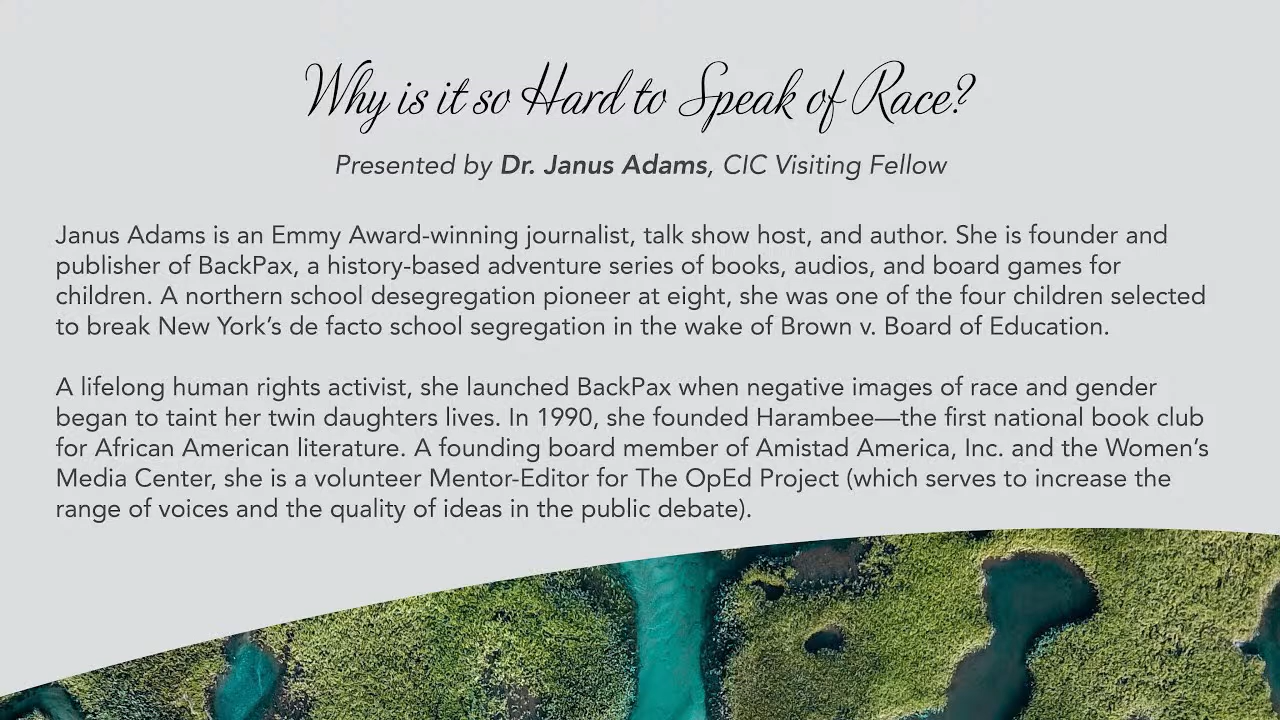 Why is it so Hard to Speak of Race?
Presented by Dr. Janus Adams, CIC Visiting Fellow
Janus Adams is an Emmy Award-winning journalist, talk show host, and author. She is founder and
publisher of BackPax, a history-based adventure series of books, audios, and board games for
children. A northern school desegregation pioneer at eight, she was one of the four children selected
to break New York’s de facto school segregation in the wake of Brown v. Board of Education.
A lifelong human rights activist, she launched BackPax when negative images of race and gender
began to taint her twin daughters lives. In 1990, she founded Harambee—the first national book club
for African American literature. A founding board member of Amistad America, Inc. and the Women’s
Media Center, she is a volunteer Mentor-Editor for The OpEd Project (which serves to increase the
range of voices and the quality of ideas in the public debate).